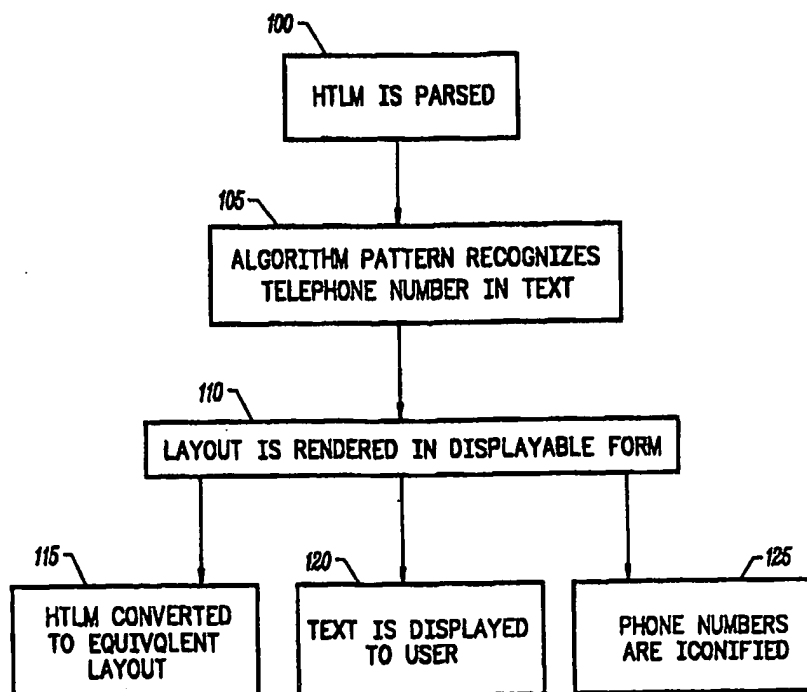 100
HTLM IS PARSED
105
ALGORITHM PATTERN RECOGNIZES
TELEPHONE NUMBER IN TEXT
110
LAYOUT IS RENDERED IN DISPLAYABLE FORM
115
HTLM CONVERTED
TO EQUIVQLENT
LAYOUT
120
TEXT IS DISPLAYED
TO USER
125
PHONE NUMBERS
ARE ICONIFIED